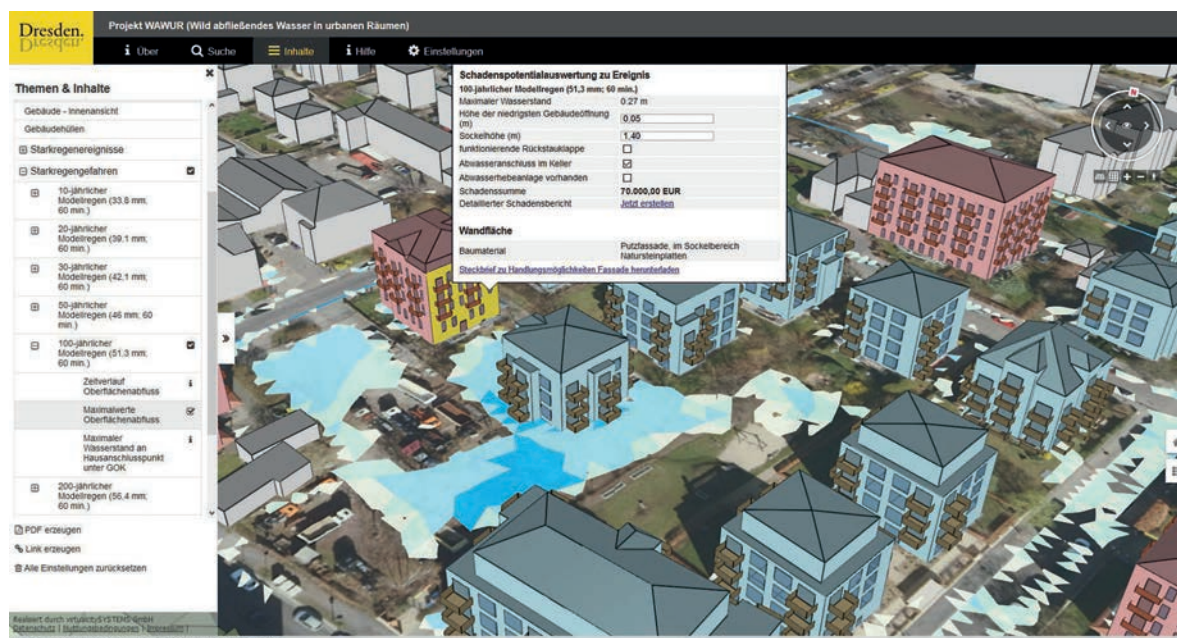 Dresden.
Dresden.
Projekt WAWUR (Wild abfließendes Wasser in urbanen Räumen)
Über
Suche
Inhalte
Hilfe
Einstellungen
Themen & Inhalte
Gebäude - Innenansicht
Gebäudehüllen
Starkregenereignisse
Starkregengefahren
10-jährlicher
Modellregen (33,6 mm;
60 min.)
20-jährlicher
Modellregen (39,1 mm;
60 min.)
30-jährlicher
Modellregen (42,1 mm;
60 min.)
50-jährlicher
Modellregen (46 mm; 60
min.)
100-jährlicher
Modellregen (51,3 mm;
60 min.)
Zeitverlauf
Oberflächenabfluss
Maximalwerte
Oberflächenabfluss
Maximaler
Wasserstand an
Hausanschlusspunkt
unter GOK
200-jährlicher
Modellregen (56,4 mm;
60 min.)
PDF erzeugen
Link erzeugen
Alle Einstellungen zurücksetzen
Realisiert durch virtualcitySYSTEMS GmbH
Datenschutz | Nutzungsbedingungen | Impressum |
Schadenspotentialauswertung zu Ereignis
100-jährlicher Modellregen (51,3 mm; 60 min.)
Maximaler Wasserstand 0.27 m
Höhe der niedrigsten Gebäudeöffnung
(m) 0,05
Sockelhöhe (m) 1,40
funktionierende Rückstauklappe
Abwasseranschluss im Keller
Abwasserhebeanlage vorhanden
Schadenssumme 70.000,00 EUR
Detaillierter Schadensbericht Jetzt erstellen
Wandfläche
Baumaterial Putzfassade, im Sockelbereich
Natursteinplatten
Steckbrief zu Handlungsmöglichkeiten Fassade herunterladen
N